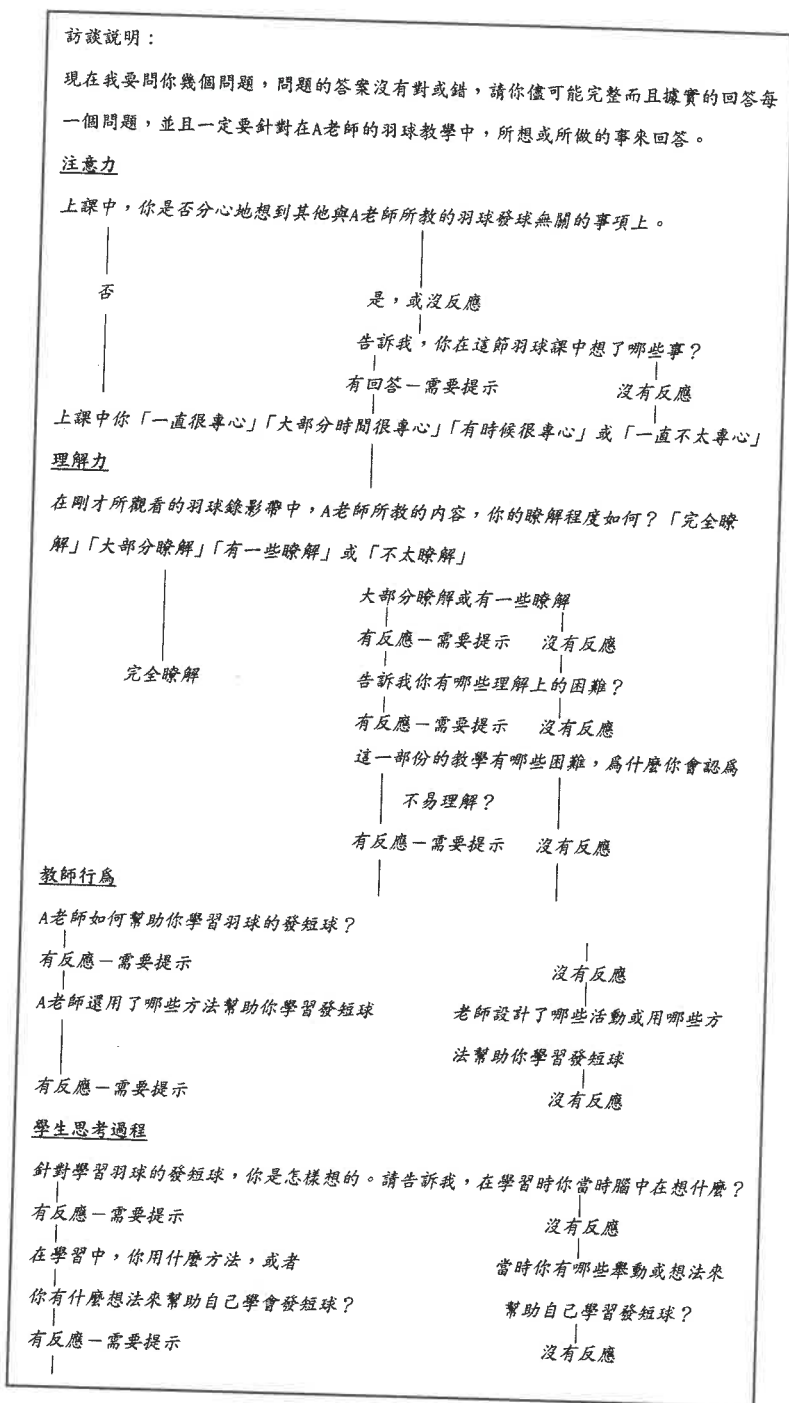 訪談説明：
現在我要問你幾個問題，問題的答案沒有對或錯，請你儘可能完整而且據實的回答每
一個問題，並且一定要針對在A老師的羽球教學中，所想或所做的事來回答。
注意力
上課中，你是否分心地想到其他與A老師所教的羽球發球無關的事項上。
否
是，或沒反應
告訴我，你在這節羽球課中想了哪些事？
有回答－需要提示 沒有反應
上課中你「一直很專心」「大部分時間很專心」「有時候很專心」或「一直不太專心」
理解力
在剛才所觀看的羽球錄影帶中，A老師所教的內容，你的瞭解程度如何？「完全瞭
解」「大部分瞭解」「有一些瞭解」或「不太瞭解」
大部分瞭解或有一些瞭解
有反應－需要提示 沒有反應
完全瞭解
告訴我你有哪些理解上的困難？
有反應－需要提示 沒有反應
這一部份的教學有哪些困難，爲什麼你會認爲
不易理解？
有反應－需要提示 沒有反應
教師行爲
A老師如何幫助你學習羽球的發短球？
有反應－需要提示 沒有反應
A老師還用了哪些方法幫助你學習發短球 老師設計了哪些活動或用哪些方
法幫助你學習發短球
有反應－需要提示 沒有反應
學生思考過程
針對學習羽球的發短球，你是怎樣想的。請告訴我，在學習時你當時腦中在想什麼？
有反應－需要提示 沒有反應
在學習中，你用什麼方法，或者 當時你有哪些舉動或想法來
你有什麼想法來幫助自己學會發短球？ 幫助自己學習發短球？
有反應－需要提示 沒有反應